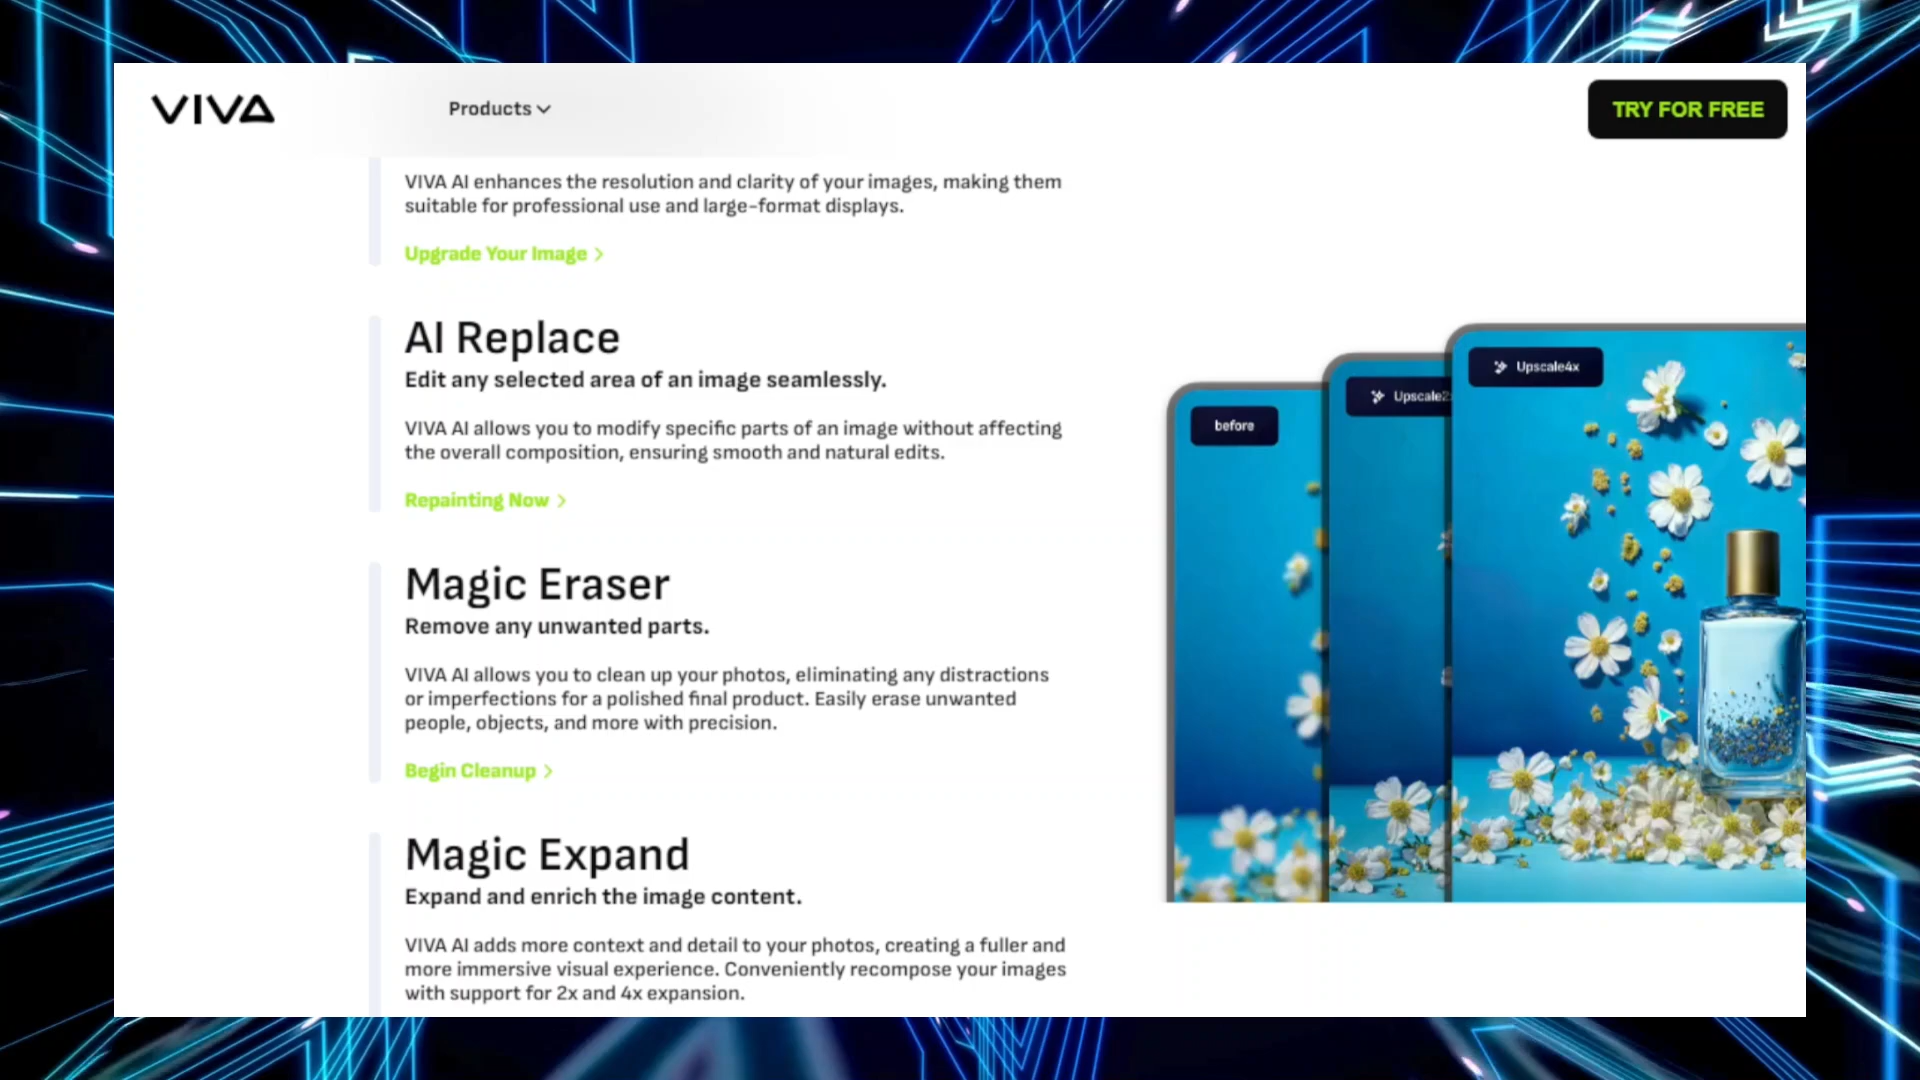 VIVA
Products
TRY FOR FREE
VIVA AI enhances the resolution and clarity of your images, making them
suitable for professional use and large-format displays.
Upgrade Your Image >
AI Replace
Edit any selected area of an image seamlessly.
VIVA AI allows you to modify specific parts of an image without affecting
the overall composition, ensuring smooth and natural edits.
Repainting Now >
Magic Eraser
Remove any unwanted parts.
VIVA AI allows you to clean up your photos, eliminating any distractions
or imperfections for a polished final product. Easily erase unwanted
people, objects, and more with precision.
Begin Cleanup >
Magic Expand
Expand and enrich the image content.
VIVA AI adds more context and detail to your photos, creating a fuller and
more immersive visual experience. Conveniently recompose your images
with support for 2x and 4x expansion.
before
Upscale2
Upscale4x